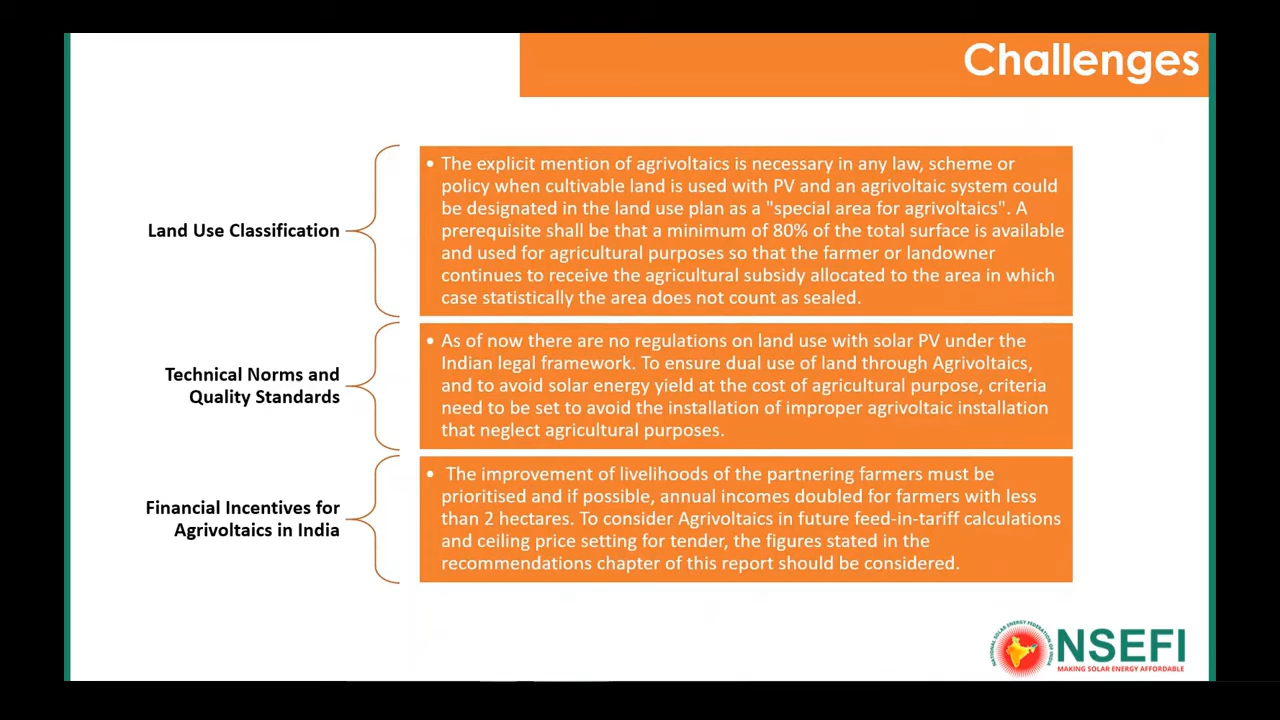 Challenges
Land Use Classification
• The explicit mention of agrivoltaics is necessary in any law, scheme or
policy when cultivable land is used with PV and an agrivoltaic system could
be designated in the land use plan as a "special area for agrivoltaics". A
prerequisite shall be that a minimum of 80% of the total surface is available
and used for agricultural purposes so that the farmer or landowner
continues to receive the agricultural subsidy allocated to the area in which
case statistically the area does not count as sealed.
Technical Norms and
Quality Standards
• As of now there are no regulations on land use with solar PV under the
Indian legal framework. To ensure dual use of land through Agrivoltaics,
and to avoid solar energy yield at the cost of agricultural purpose, criteria
need to be set to avoid the installation of improper agrivoltaic installation
that neglect agricultural purposes.
Financial Incentives for
Agrivoltaics in India
• The improvement of livelihoods of the partnering farmers must be
prioritised and if possible, annual incomes doubled for farmers with less
than 2 hectares. To consider Agrivoltaics in future feed-in-tariff calculations
and ceiling price setting for tender, the figures stated in the
recommendations chapter of this report should be considered.
NATIONAL SOLAR ENERGY FEDERATION OF INDIA
NSEFI
MAKING SOLAR ENERGY AFFORDABLE